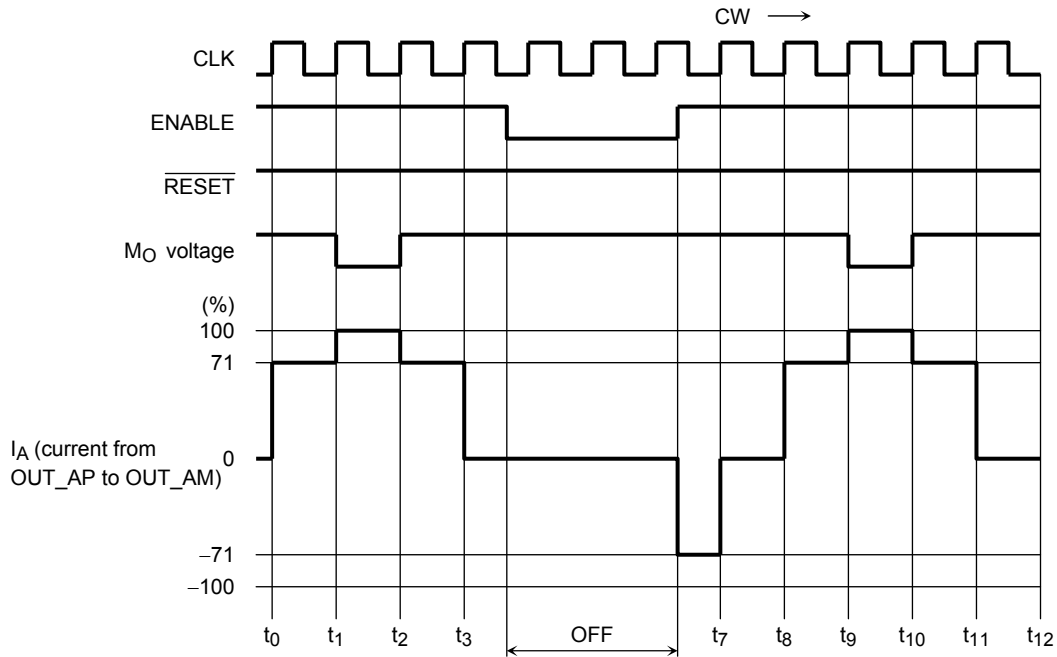 CW
CLK
ENABLE
RESET
MO voltage
(%)
100
71
IA (current from
OUT_AP to OUT_AM)
0
−71
−100
t0 t1 t2 t3 OFF t7 t8 t9 t10 t11 t12